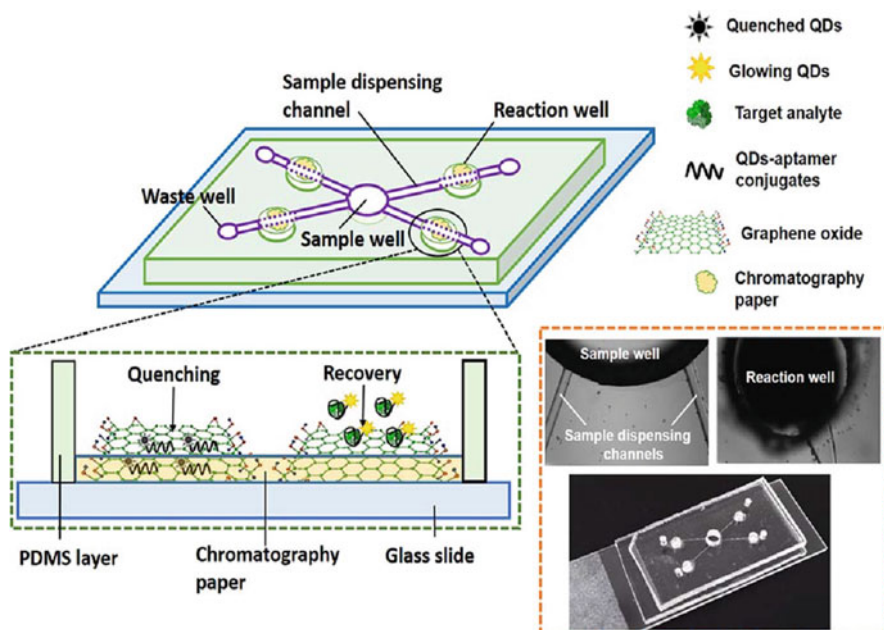 Sample dispensing
channel
Reaction well
Waste well
Sample well
Quenched QDs
Glowing QDs
Target analyte
QDs-aptamer
conjugates
Graphene oxide
Chromatography
paper
Quenching
Recovery
PDMS layer
Chromatography
paper
Glass slide
Sample well
Sample dispensing
channels
Reaction well